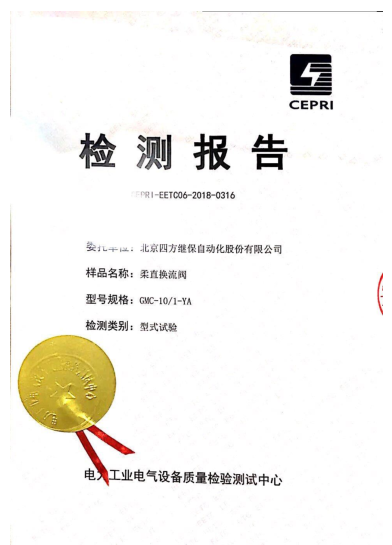 CEPRI
检测报告
CEPRI-EETC06-2018-0316
委托单位：北京四方继保自动化股份有限公司
样品名称：柔直换流阀
型号规格：GMC-10/1-YA
检测类别：型式试验
电力工业电气设备质量检验测试中心